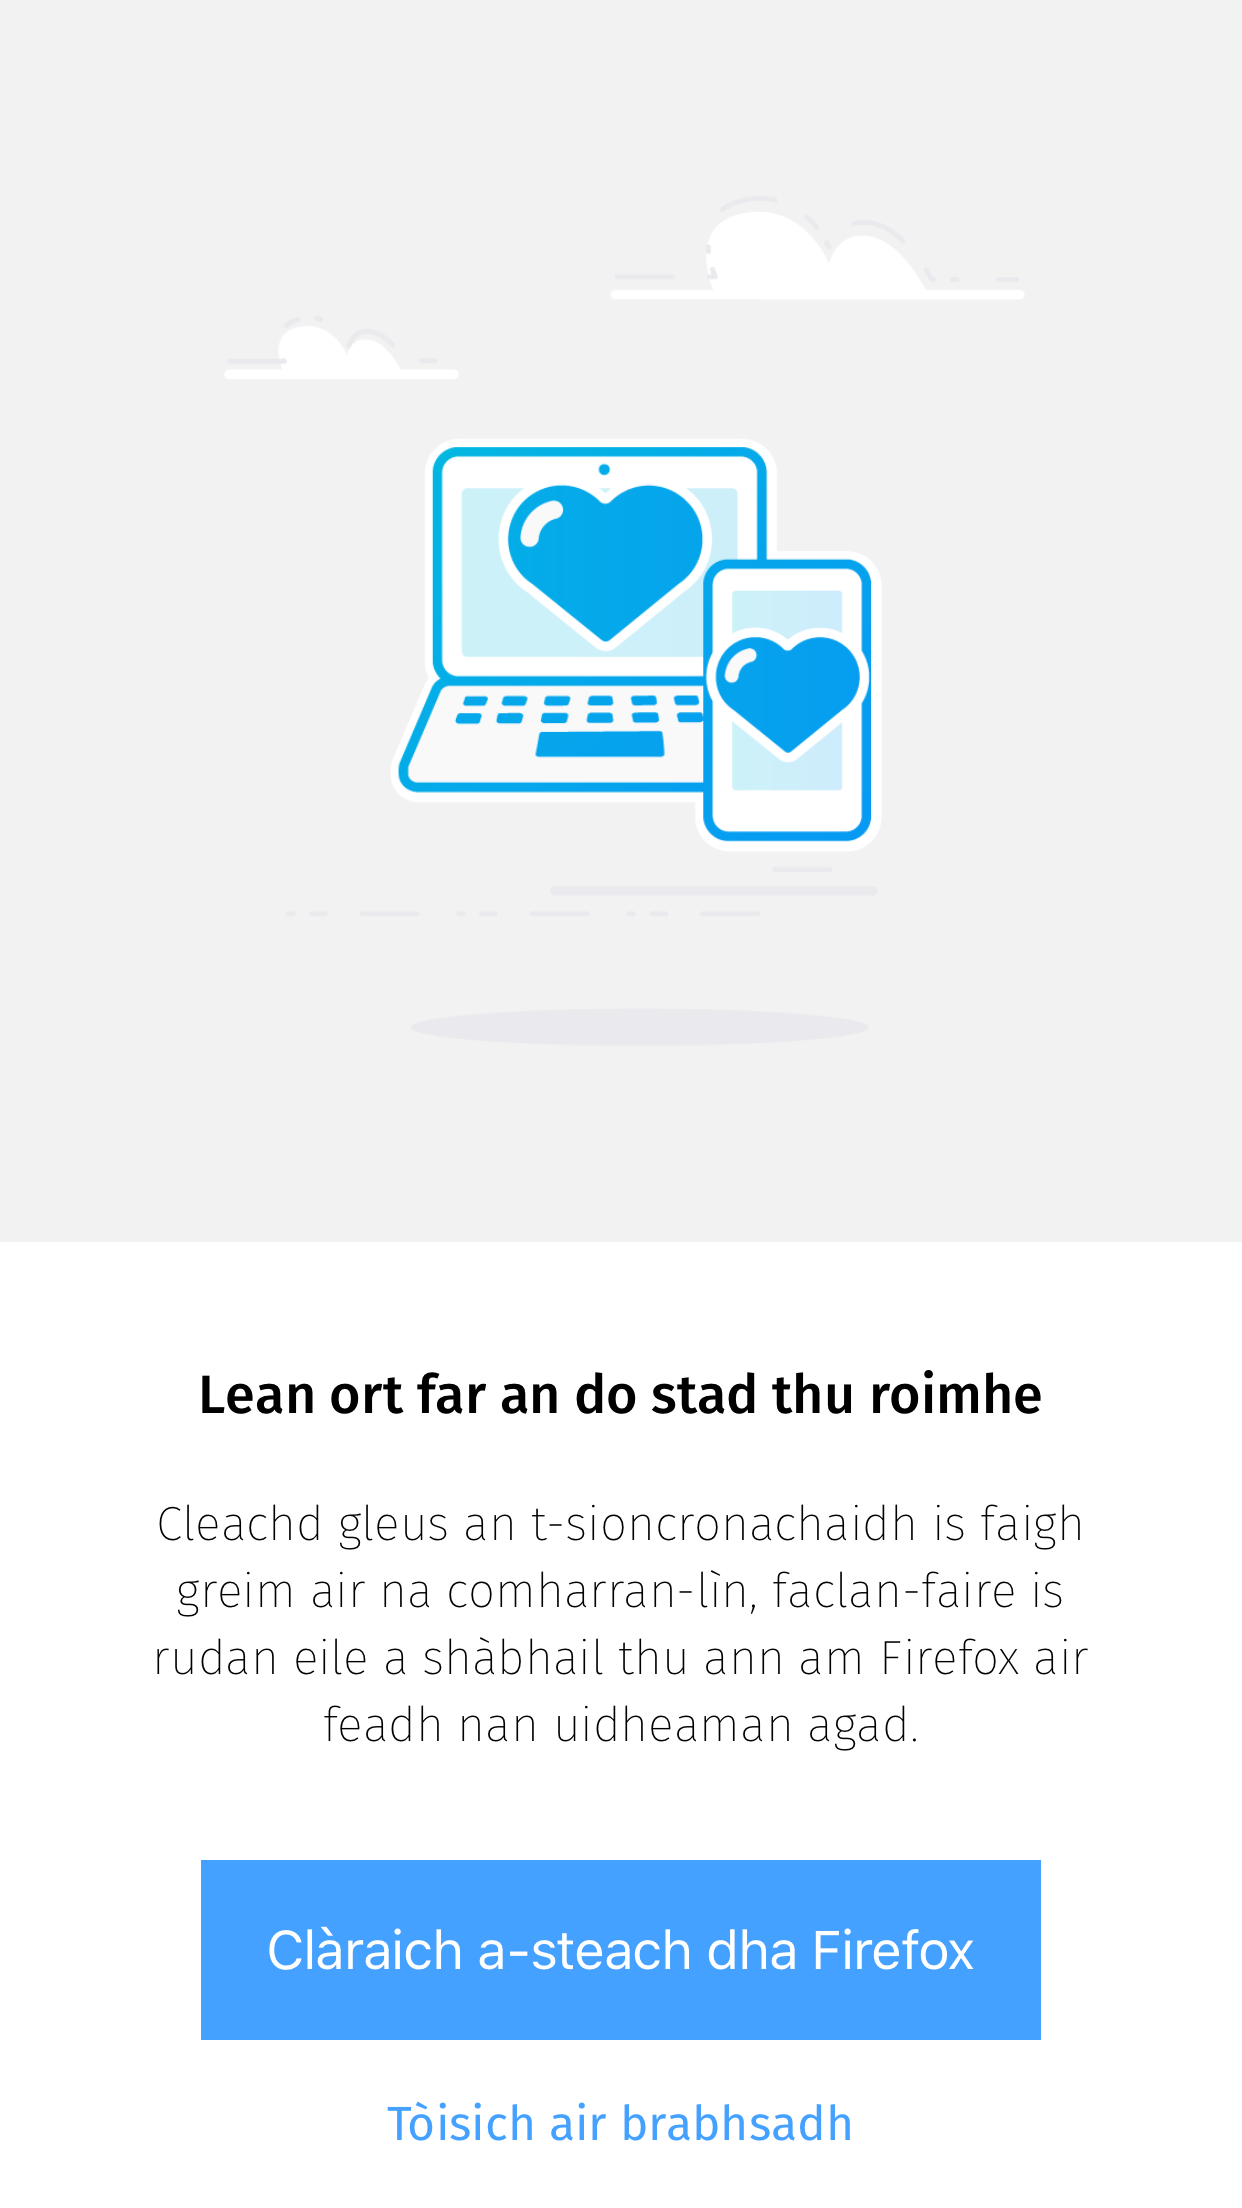 Lean ort far an do stad thu roimhe
Cleachd gleus an t-sioncronachaidh is faigh
greim air na comharran-lìn, faclan-faire is
rudan eile a shàbhail thu ann am Firefox air
feadh nan uidheaman agad.
Clàraich a-steach dha Firefox
Tòisich air brabhsadh